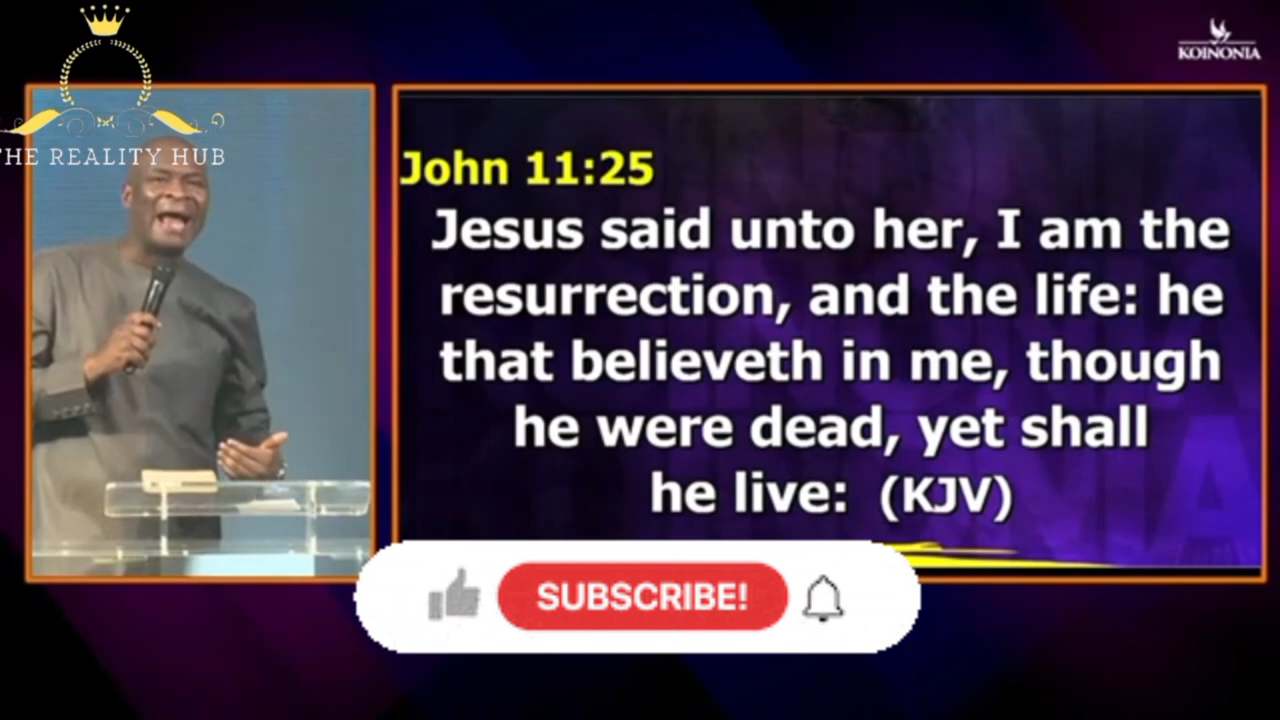 KOINONIA
THE REALITY HUB
John 11:25
Jesus said unto her, I am the
resurrection, and the life: he
that believeth in me, though
he were dead, yet shall
he live: (KJV)
SUBSCRIBE!